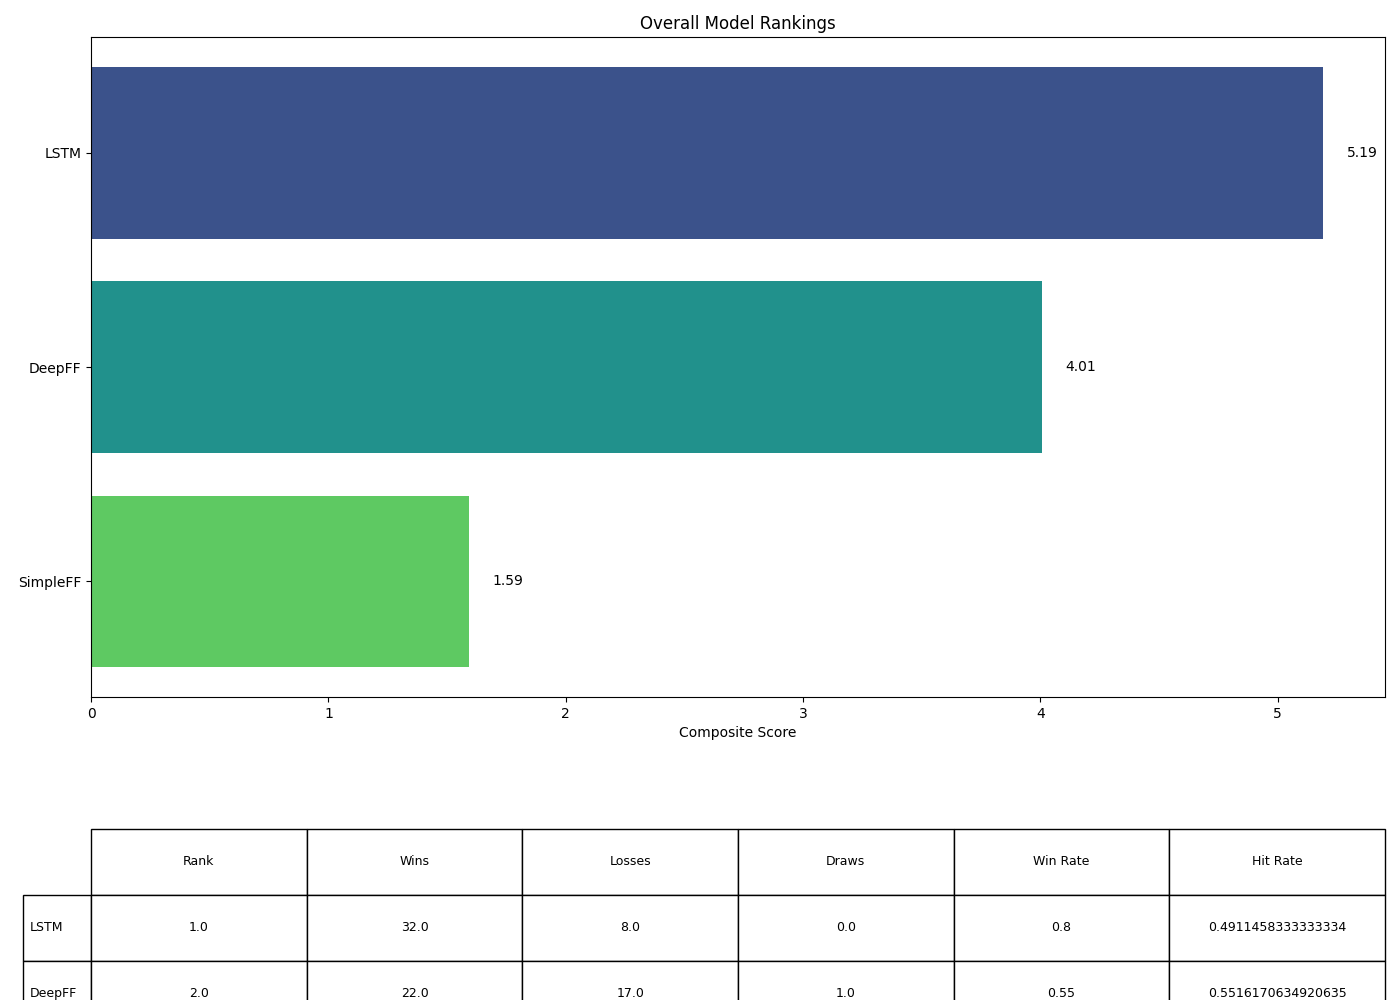 Overall Model Rankings
LSTM
5.19
DeepFF
4.01
SimpleFF
1.59
0 1 2 3 4 5
Composite Score
Rank Wins Losses Draws Win Rate Hit Rate
LSTM 1.0 32.0 8.0 0.0 0.8 0.4911458333333334
DeepFF 2.0 22.0 17.0 1.0 0.55 0.5516170634920635